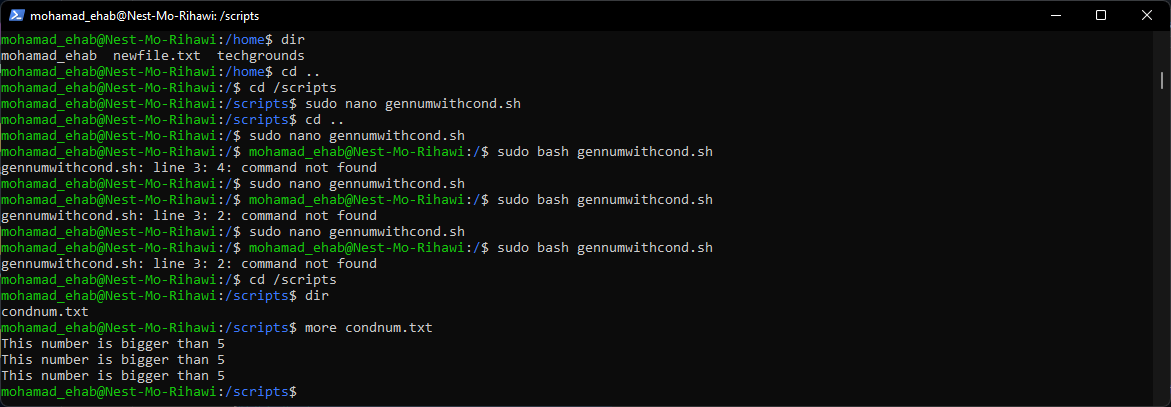 mohamad_ehab@Nest-Mo-Rihawi: /scripts
mohamad_ehab@Nest-Mo-Rihawi:/home$ dir
mohamad_ehab  newfile.txt  techgrounds
mohamad_ehab@Nest-Mo-Rihawi:/home$ cd ..
mohamad_ehab@Nest-Mo-Rihawi:/$ cd /scripts
mohamad_ehab@Nest-Mo-Rihawi:/scripts$ sudo nano gennumwithcond.sh
mohamad_ehab@Nest-Mo-Rihawi:/scripts$ cd ..
mohamad_ehab@Nest-Mo-Rihawi:/$ sudo nano gennumwithcond.sh
mohamad_ehab@Nest-Mo-Rihawi:/$ mohamad_ehab@Nest-Mo-Rihawi:/$ sudo bash gennumwithcond.sh
gennumwithcond.sh: line 3: 4: command not found
mohamad_ehab@Nest-Mo-Rihawi:/$ sudo nano gennumwithcond.sh
mohamad_ehab@Nest-Mo-Rihawi:/$ mohamad_ehab@Nest-Mo-Rihawi:/$ sudo bash gennumwithcond.sh
gennumwithcond.sh: line 3: 2: command not found
mohamad_ehab@Nest-Mo-Rihawi:/$ sudo nano gennumwithcond.sh
mohamad_ehab@Nest-Mo-Rihawi:/$ mohamad_ehab@Nest-Mo-Rihawi:/$ sudo bash gennumwithcond.sh
gennumwithcond.sh: line 3: 2: command not found
mohamad_ehab@Nest-Mo-Rihawi:/$ cd /scripts
mohamad_ehab@Nest-Mo-Rihawi:/scripts$ dir
condnum.txt
mohamad_ehab@Nest-Mo-Rihawi:/scripts$ more condnum.txt
This number is bigger than 5
This number is bigger than 5
This number is bigger than 5
mohamad_ehab@Nest-Mo-Rihawi:/scripts$